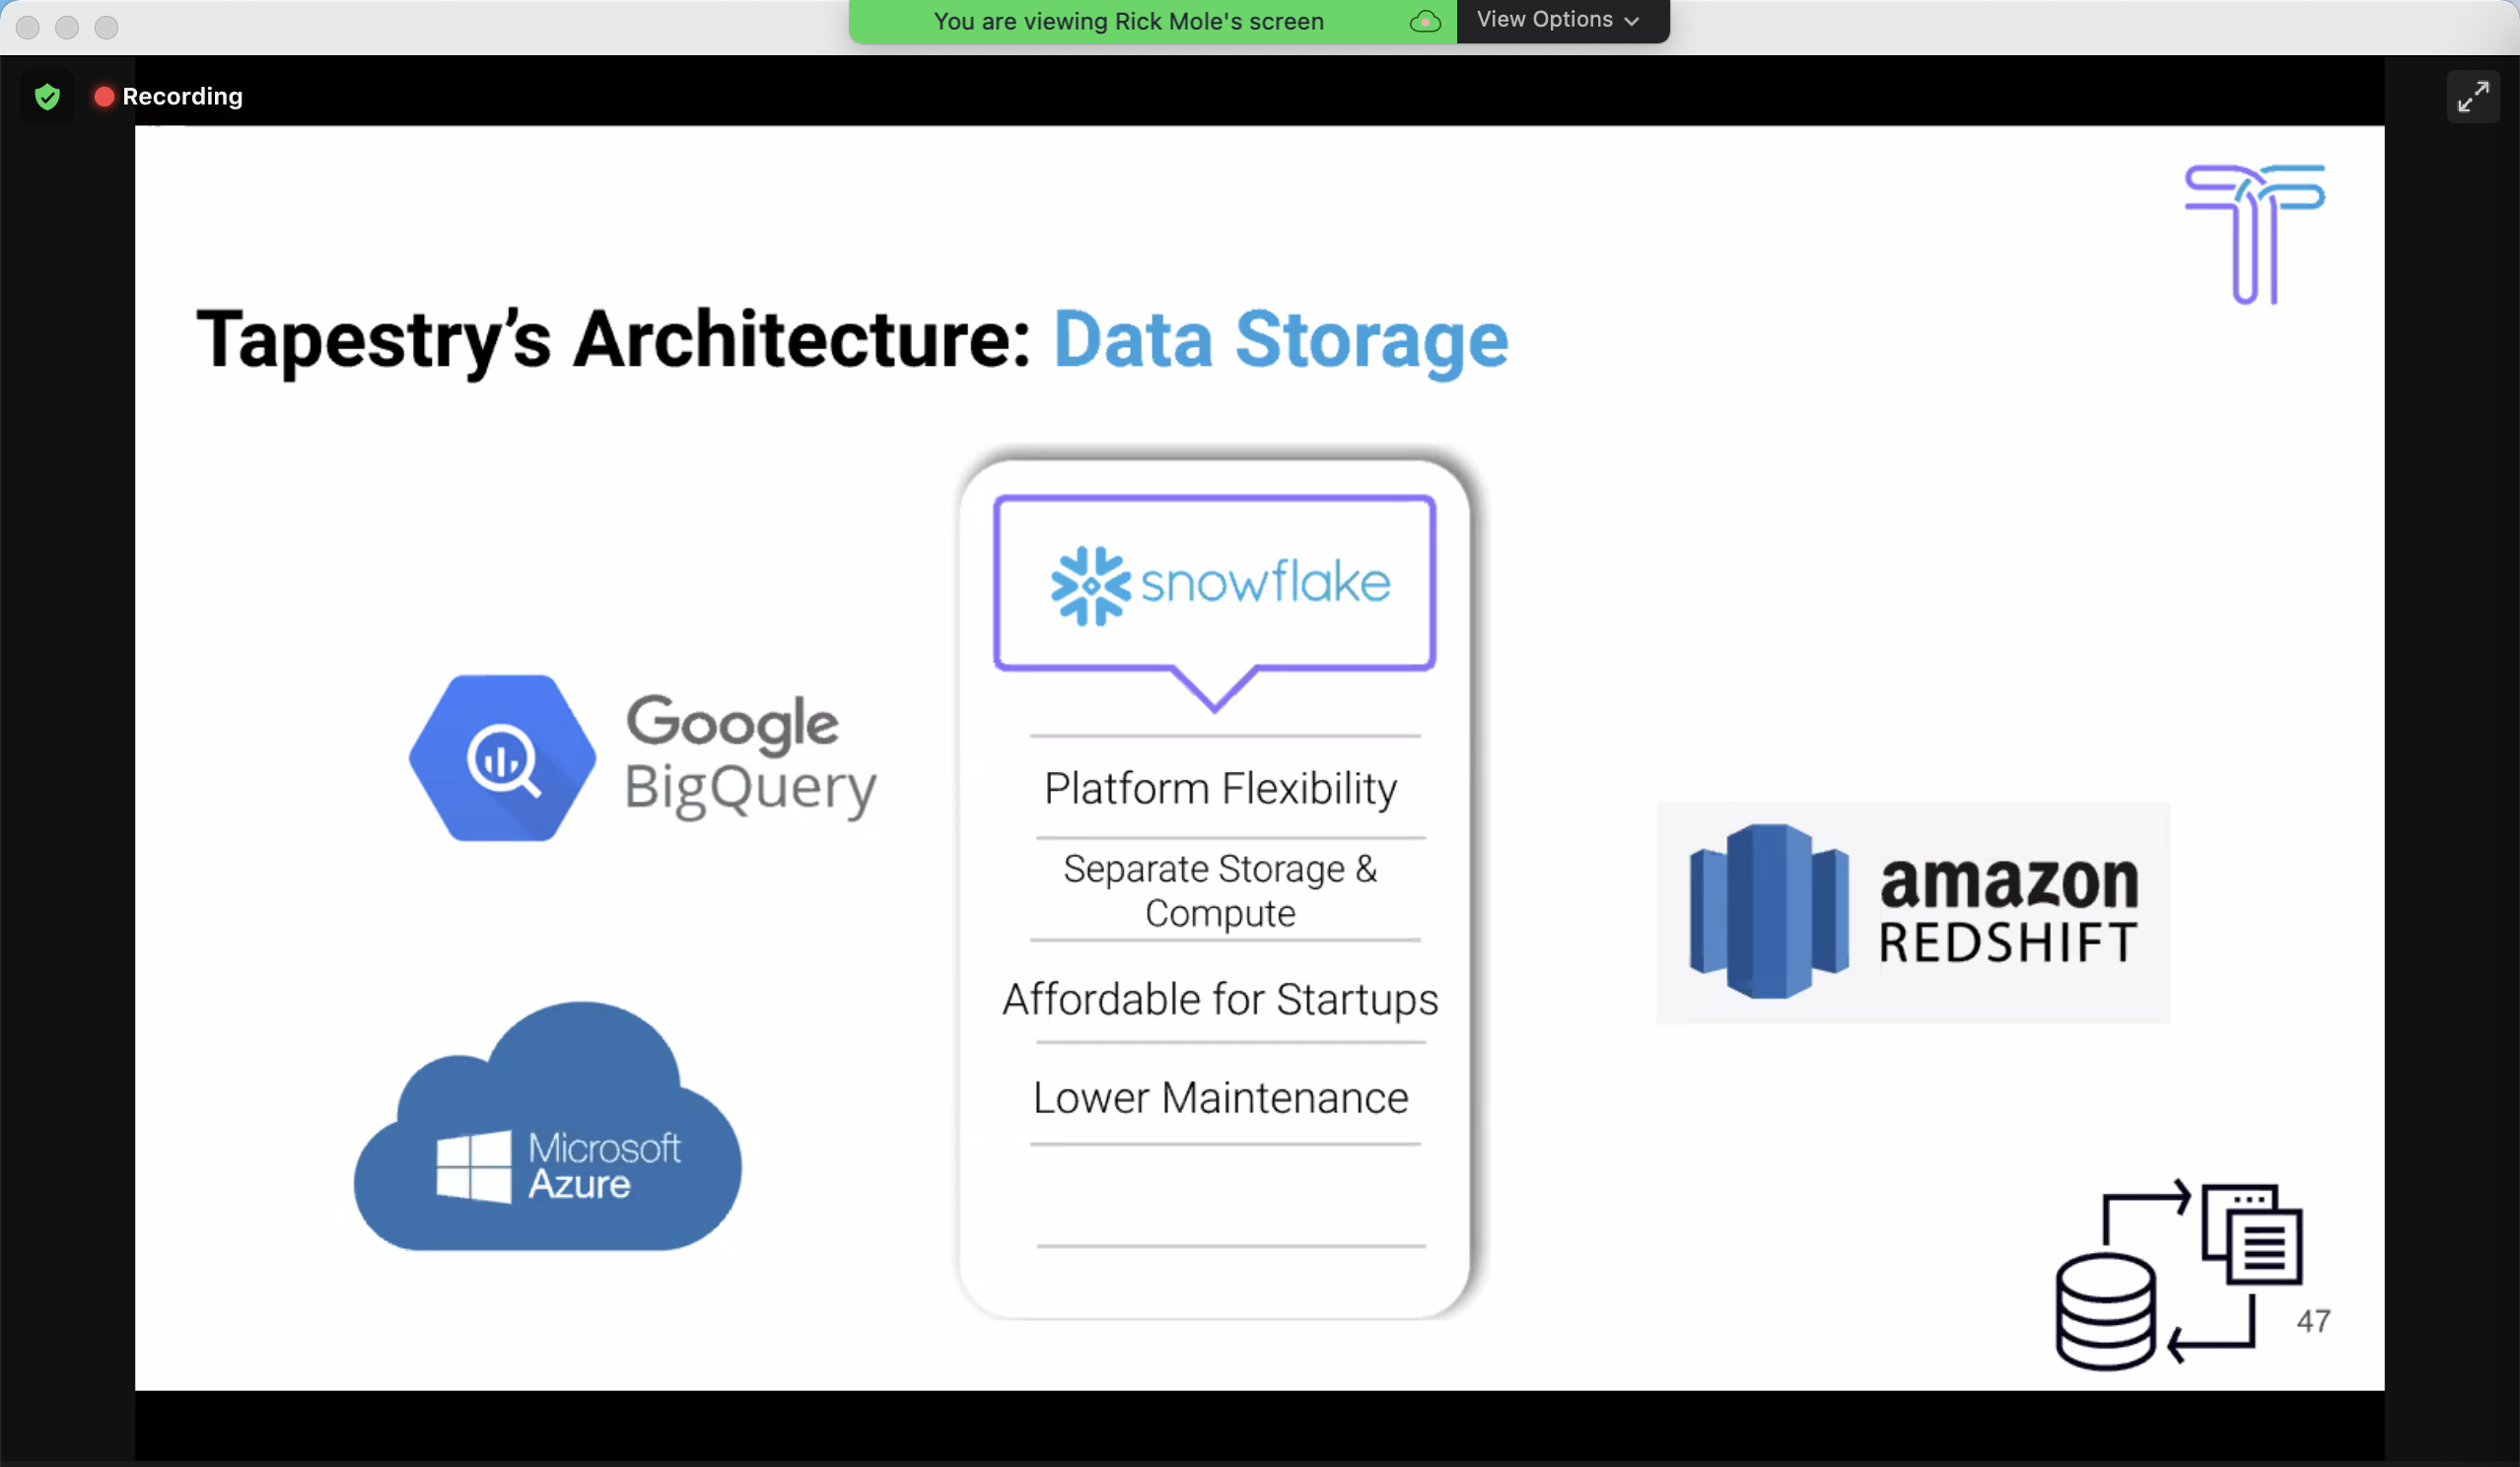 You are viewing Rick Mole's screen
View Options
Recording
Tapestry’s Architecture: Data Storage
snowflake
Google
BigQuery
Platform Flexibility
Separate Storage &
Compute
Affordable for Startups
Lower Maintenance
Microsoft
Azure
amazon
REDSHIFT
47